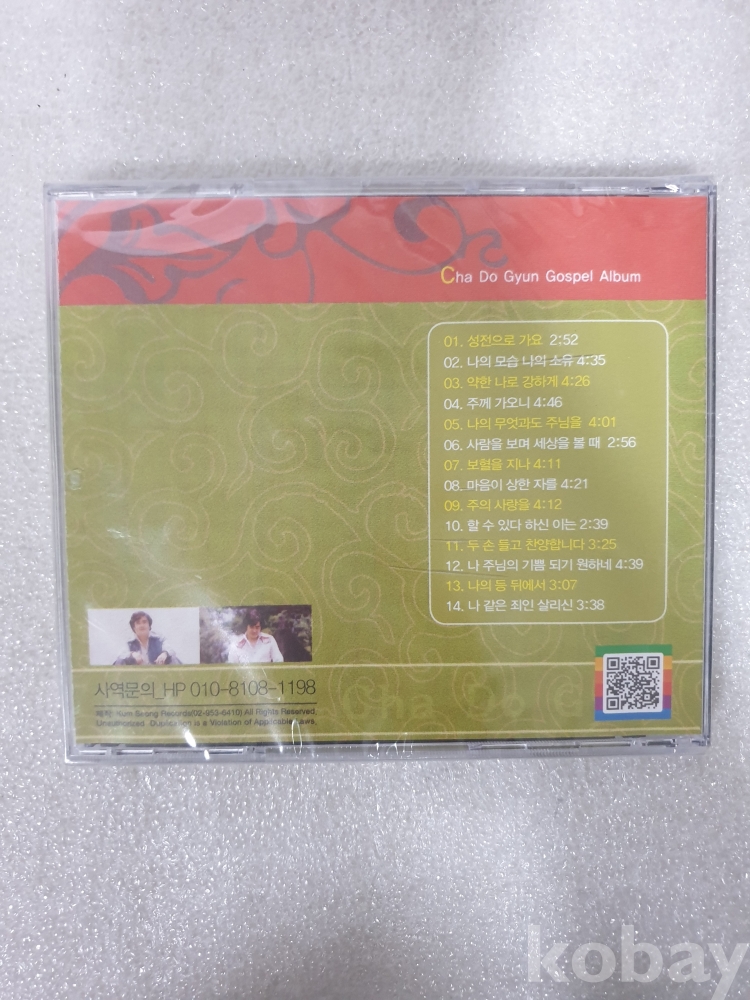 Cha Do Gyun Gospel Album
01. 성전으로 가요 2:52
02. 나의 모습 나의 소유 4:35
03. 약한 나로 강하게 4:26
04. 주께 가오니 4:46
05. 나의 무엇과도 주님을 4:01
06. 사람을 보며 세상을 볼 때 2:56
07. 보혈을 지나 4:11
08. 마음이 상한 자를 4:21
09. 주의 사랑을 4:12
10. 할 수 있다 하신 이는 2:39
11. 두 손 들고 찬양합니다 3:25
12. 나 주님의 기쁨 되기 원하네 4:39
13. 나의 등 뒤에서 3:07
14. 나 같은 죄인 살리신 3:38
사역문의_HP 010-8108-1198
Records(02-953-6410) All Rights Reserved,
Unauthorized Duplication is a Violation of Applicable Laws,
kobay